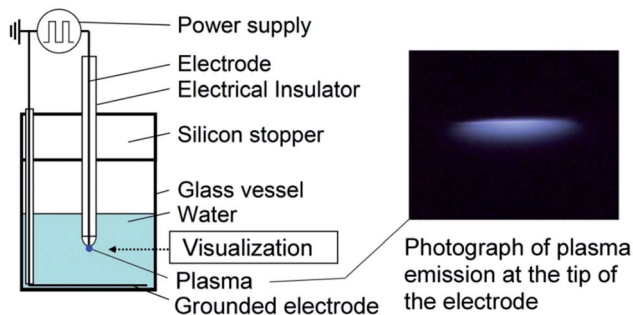 Power supply
Electrode
Electrical Insulator
Silicon stopper
Glass vessel
Water
Visualization
Plasma
Grounded electrode
Photograph of plasma
emission at the tip of
the electrode